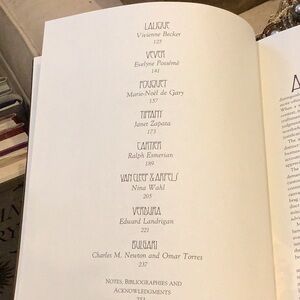 LALIQUE
Vivienne Becker
125
VEVER
Evelyne Possémé
141
FOUQUET
Marie-Noël de Gary
157
TIFFANY
Janet Zapata
173
CARTIER
Ralph Esmerian
189
VAN CLEEF & ARPELS
Nina Wahl
205
VERDURA
Edward Landrigan
221
BULGARI
Charles M. Newton and Omar Torres
237
NOTES, BIBLIOGRAPHIES AND
ACKNOWLEDGMENTS